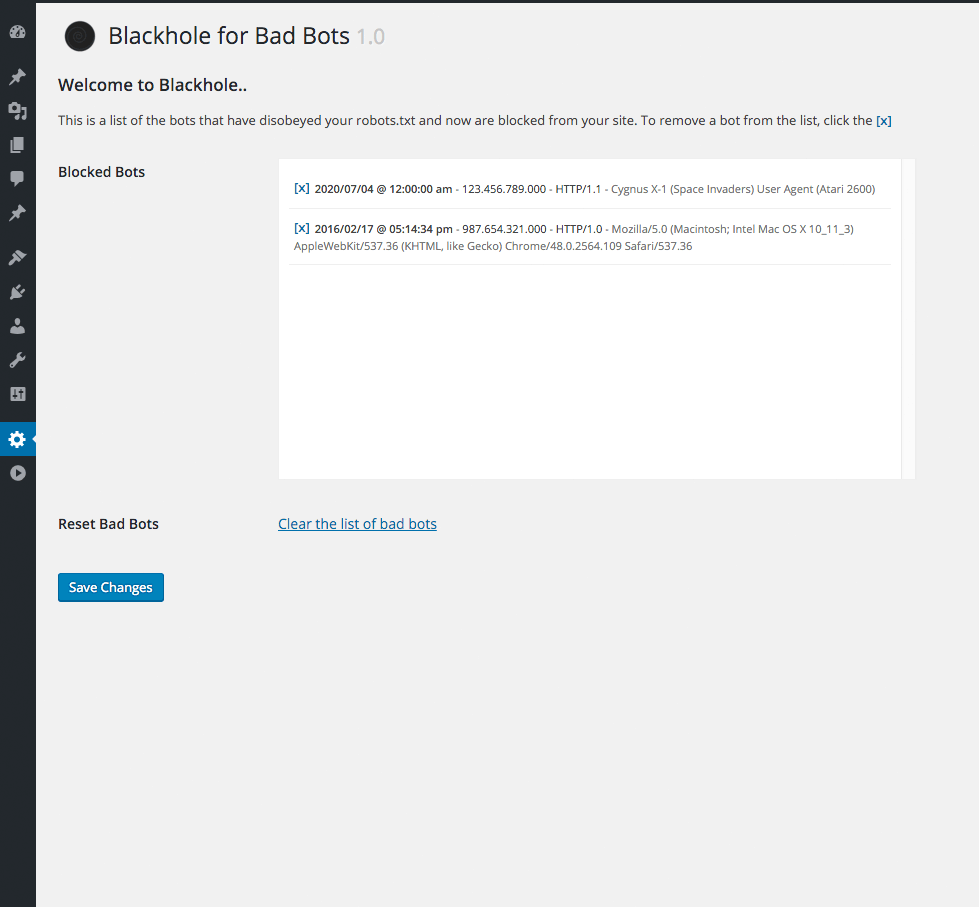 Blackhole for Bad Bots 1.0
Welcome to Blackhole..
This is a list of the bots that have disobeyed your robots.txt and now are blocked from your site. To remove a bot from the list, click the [x]
Blocked Bots
[x] 2020/07/04 @ 12:00:00 am - 123.456.789.000 - HTTP/1.1 - Cygnus X-1 (Space Invaders) User Agent (Atari 2600)
[x] 2016/02/17 @ 05:14:34 pm - 987.654.321.000 - HTTP/1.0 - Mozilla/5.0 (Macintosh; Intel Mac OS X 10_11_3)
AppleWebKit/537.36 (KHTML, like Gecko) Chrome/48.0.2564.109 Safari/537.36
Reset Bad Bots
Clear the list of bad bots
Save Changes